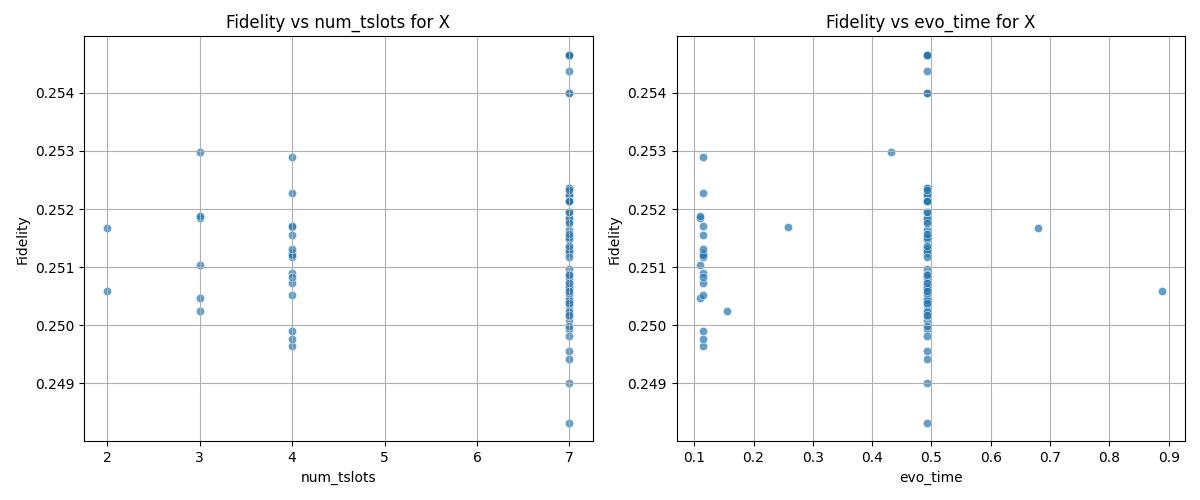 Fidelity vs num_tslots for X
Fidelity
0.254
0.253
0.252
0.251
0.250
0.249
2 3 4 5 6 7
num_tslots
Fidelity vs evo_time for X
Fidelity
0.254
0.253
0.252
0.251
0.250
0.249
0.1 0.2 0.3 0.4 0.5 0.6 0.7 0.8 0.9
evo_time